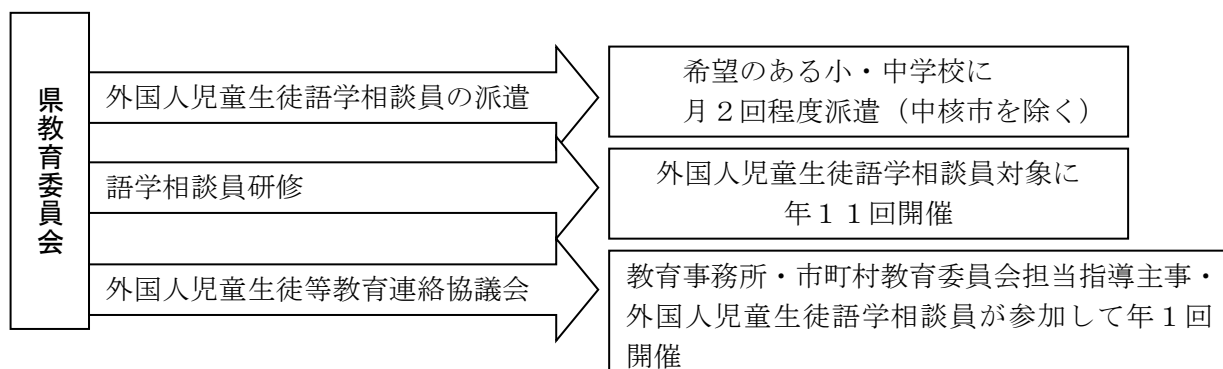 県教育委員会
外国人児童生徒語学相談員の派遣
希望のある小・中学校に
月２回程度派遣（中核市を除く）
語学相談員研修
外国人児童生徒語学相談員対象に
年１１回開催
外国人児童生徒等教育連絡協議会
教育事務所・市町村教育委員会担当指導主事・
外国人児童生徒語学相談員が参加して年１回
開催